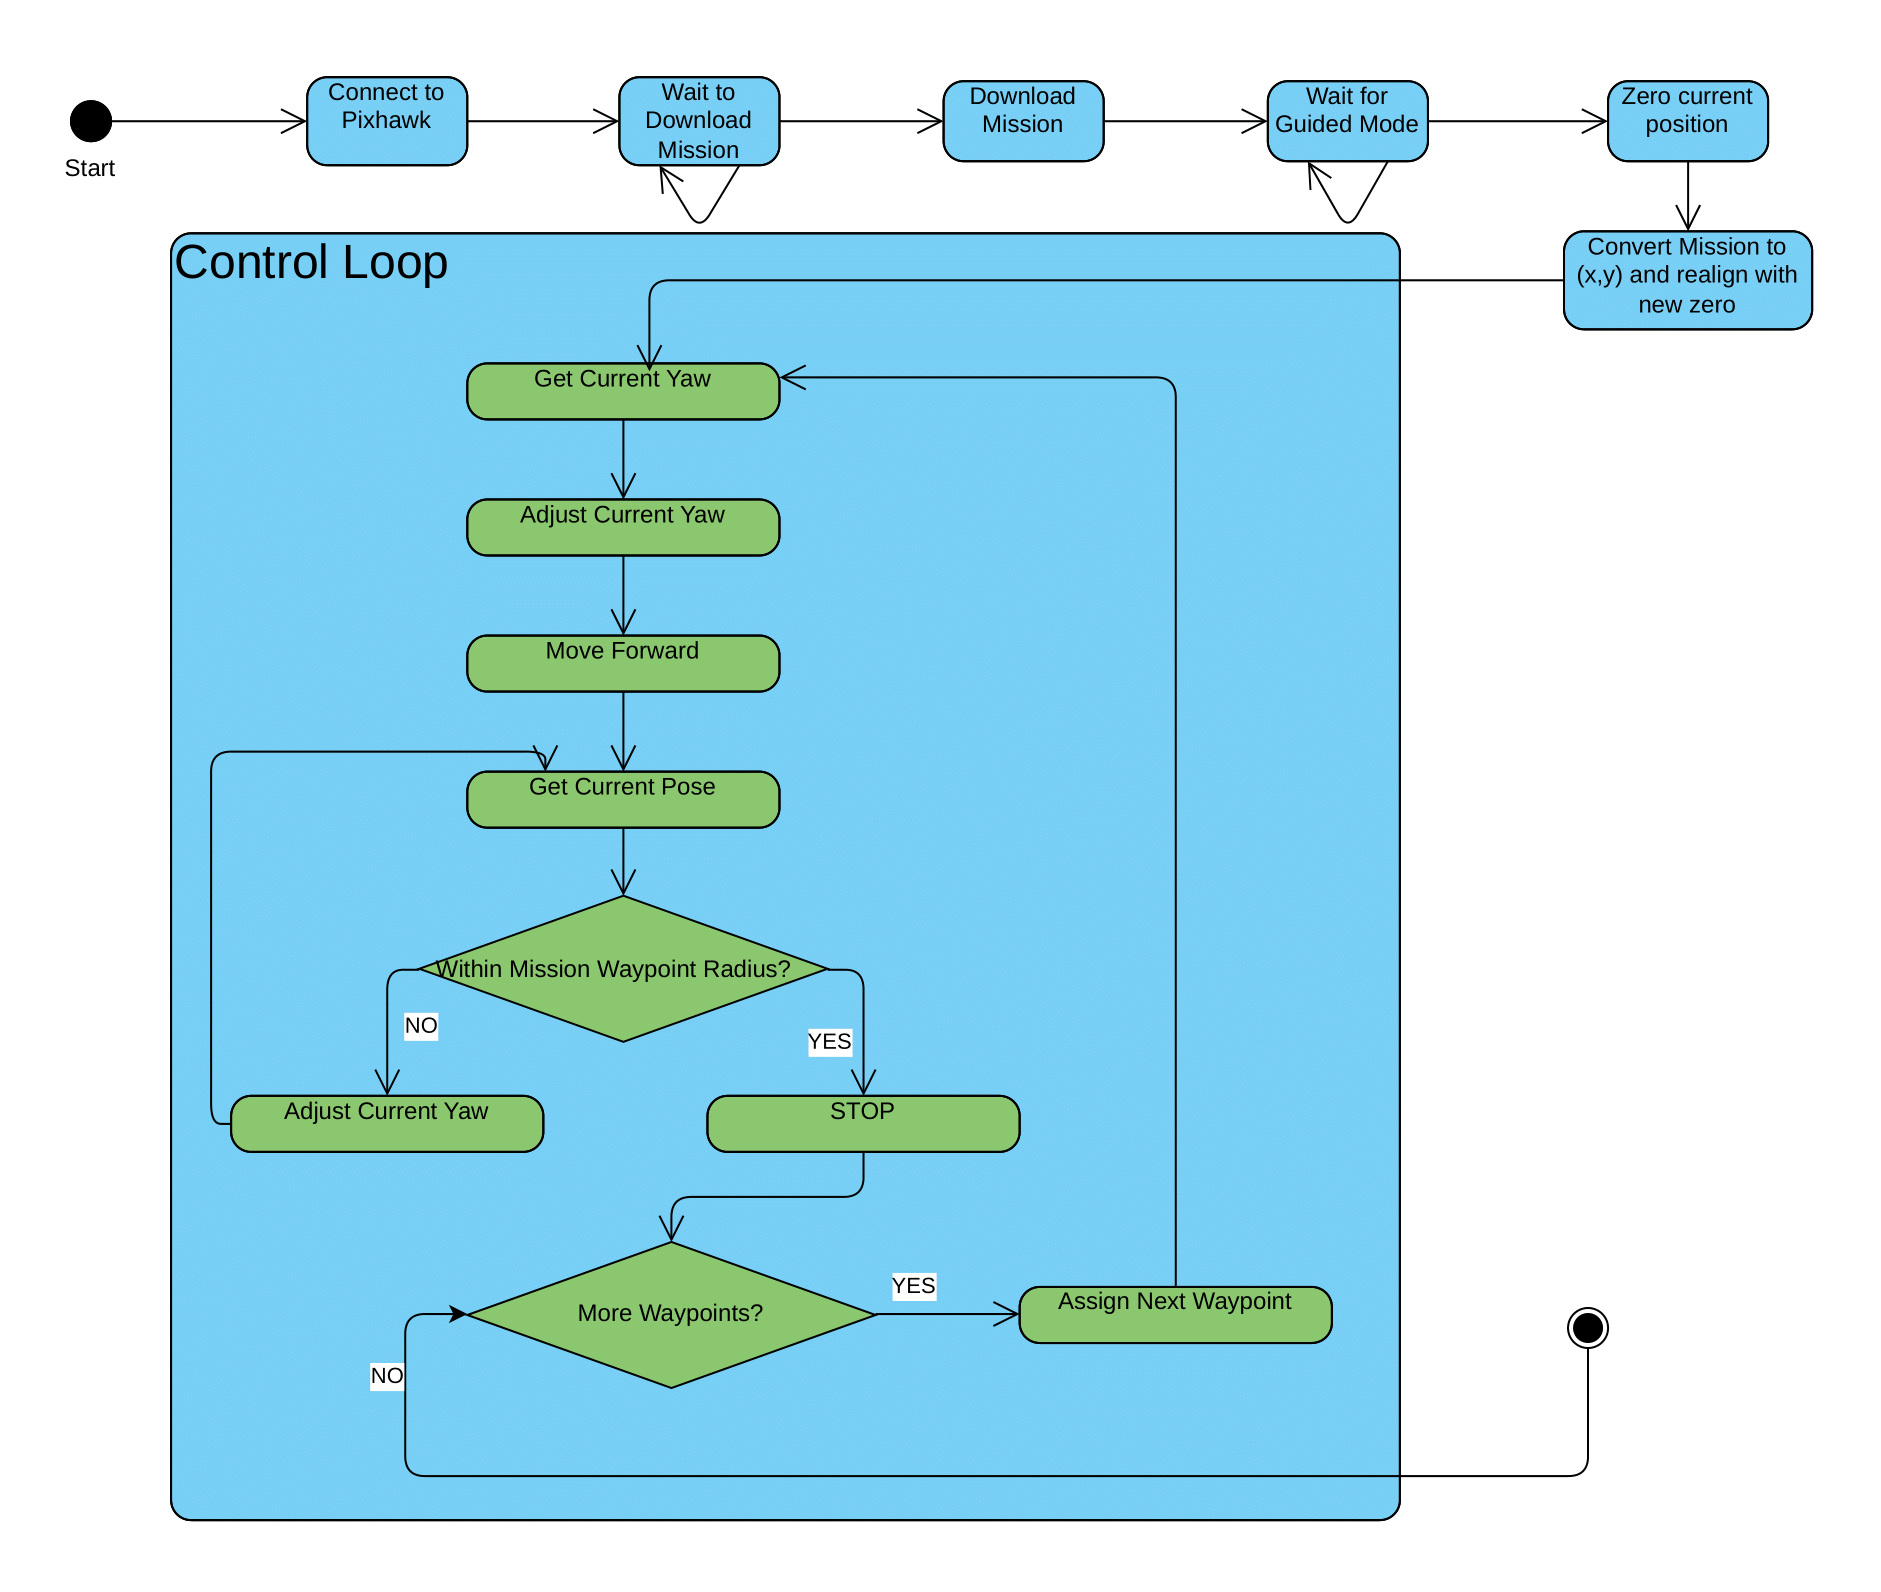 Start
Connect to
Pixhawk
Wait to
Download
Mission
Download
Mission
Wait for
Guided Mode
Zero current
position
Convert Mission to
(x,y) and realign with
new zero
Control Loop
Get Current Yaw
Adjust Current Yaw
Move Forward
Get Current Pose
Within Mission Waypoint Radius?
NO
YES
Adjust Current Yaw
STOP
More Waypoints?
YES
Assign Next Waypoint
NO